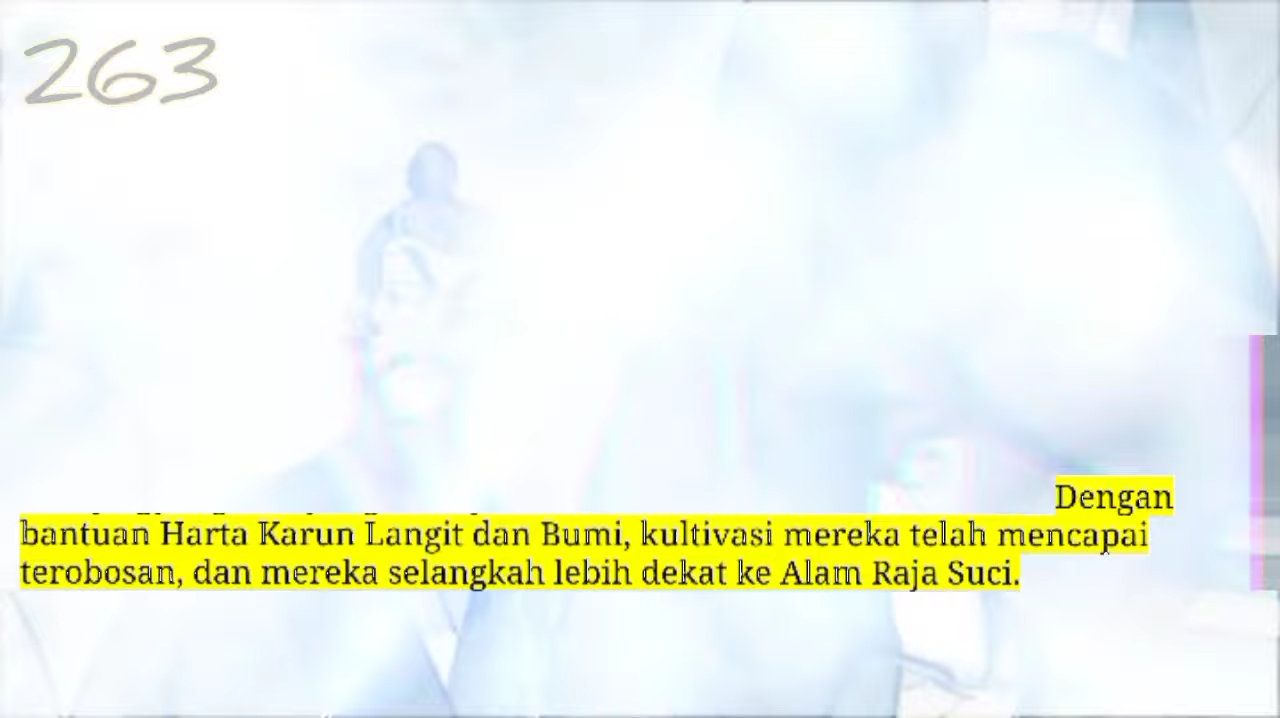 263
Dengan
bantuan Harta Karun Langit dan Bumi, kultivasi mereka telah mencapai
terobosan, dan mereka selangkah lebih dekat ke Alam Raja Suci.